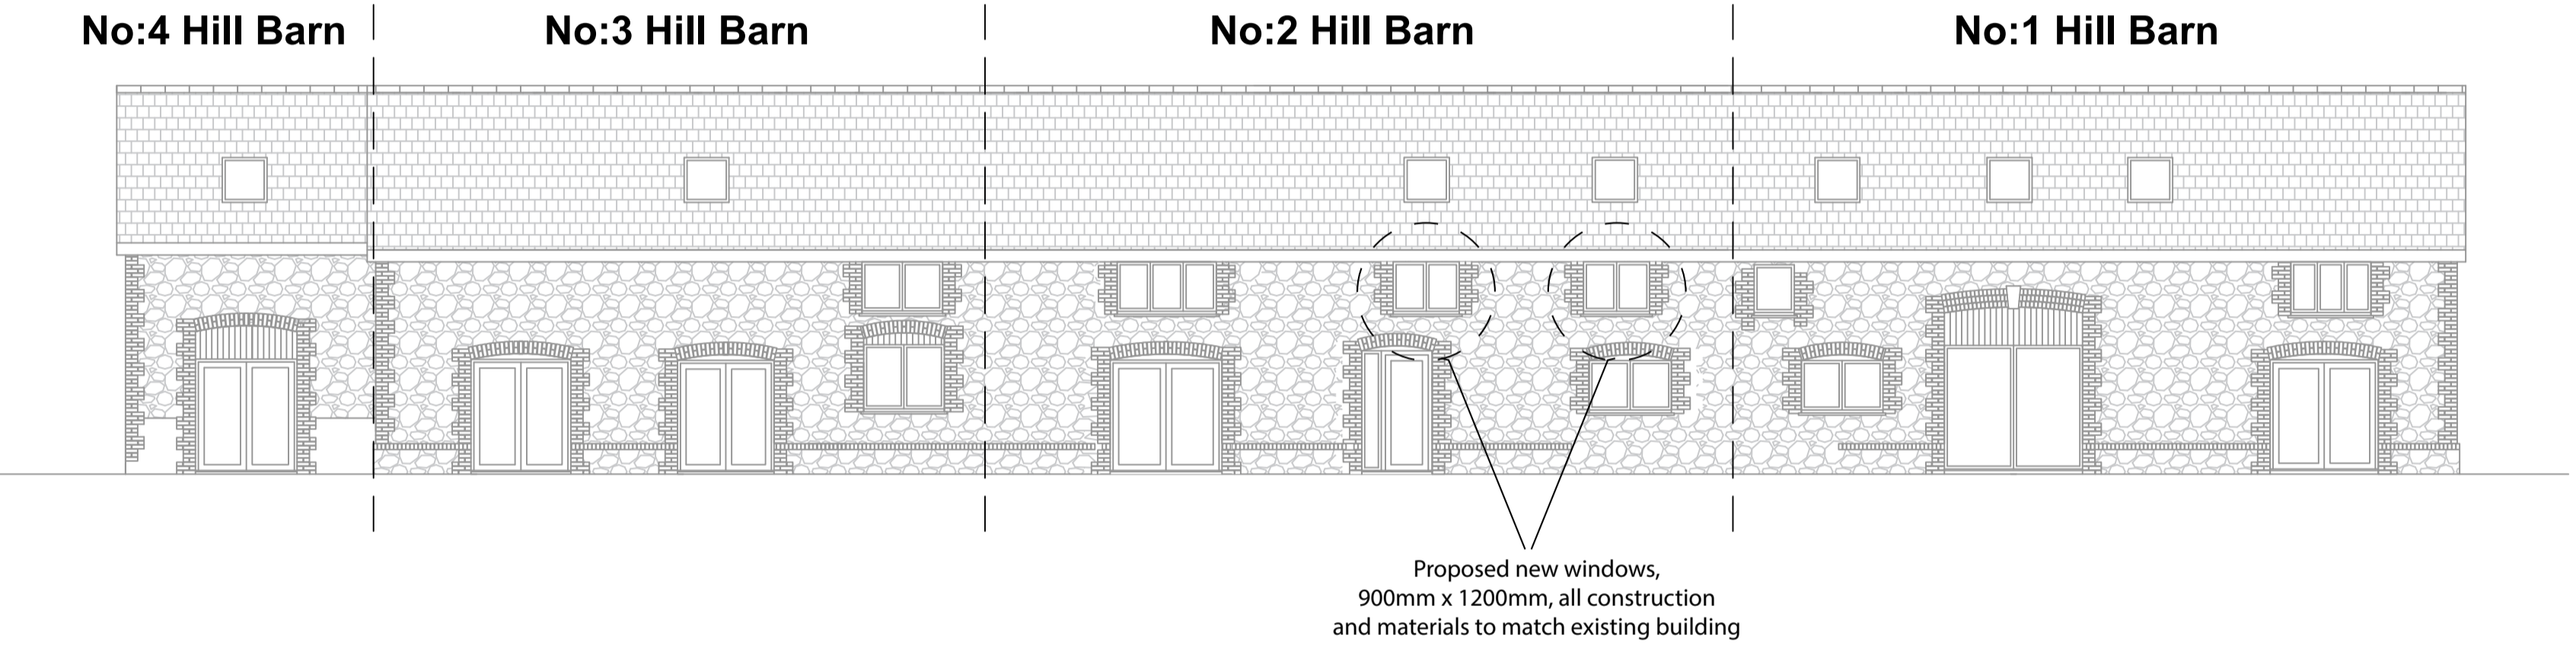 No:4 Hill Barn
No:3 Hill Barn
No:2 Hill Barn
No:1 Hill Barn
Proposed new windows,
900mm x 1200mm, all construction
and materials to match existing building